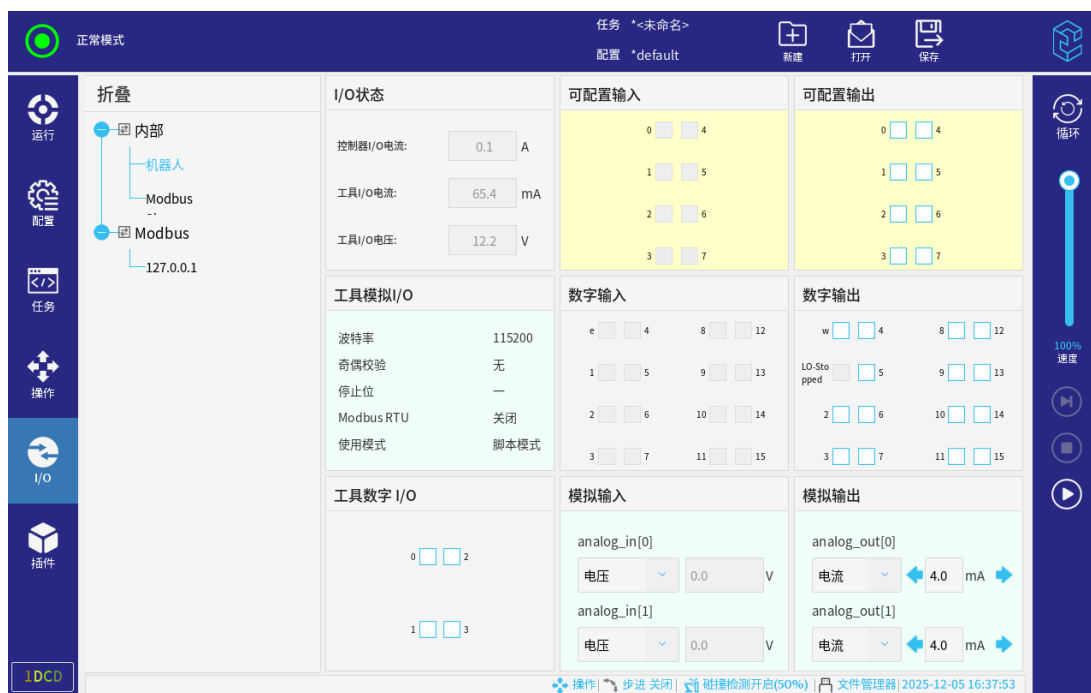 正常模式
任务 *<未命名>
配置 *default
新建 打开 保存
运行
配置
任务
操作
I/O
插件
1DCD
折叠
内部
机器人
Modbus
Modbus
127.0.0.1
I/O状态
控制器I/O电流: 0.1 A
工具I/O电流: 65.4 mA
工具I/O电压: 12.2 V
可配置输入
0 4
1 5
2 6
3 7
可配置输出
0 4
1 5
2 6
3 7
工具模拟I/O
波特率 115200
奇偶校验 无
停止位 一
Modbus RTU 关闭
使用模式 脚本模式
数字输入
e 4 8 12
1 5 9 13
2 6 10 14
3 7 11 15
数字输出
w 4 8 12
LO-Sto
pped 5 9 13
2 6 10 14
3 7 11 15
工具数字 I/O
0 2
1 3
模拟输入
analog_in[0]
电压 0.0 V
analog_in[1]
电压 0.0 V
模拟输出
analog_out[0]
电流 4.0 mA
analog_out[1]
电流 4.0 mA
循环
100%
速度
操作| 步进 关闭| 碰撞检测开启(50%) | 文件管理器| 2025-12-05 16:37:53